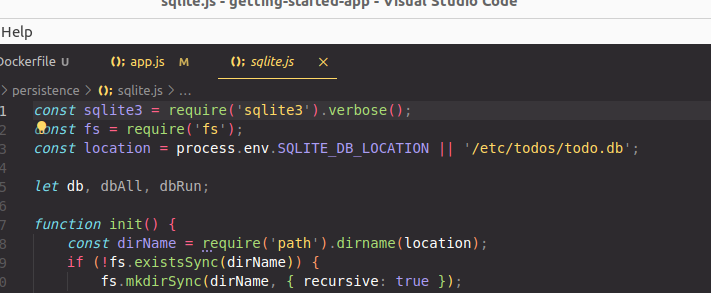 sqlite.js - getting-started-app - Visual Studio Code
Help
Dockerfile U
app.js M
sqlite.js ×
> persistence > sqlite.js > ...
1 const sqlite3 = require('sqlite3').verbose();
2 const fs = require('fs');
3 const location = process.env.SQLITE_DB_LOCATION || '/etc/todos/todo.db';
4
5 let db, dbAll, dbRun;
6
7 function init() {
8 const dirName = require('path').dirname(location);
9 if (!fs.existsSync(dirName)) {
0 fs.mkdirSync(dirName, { recursive: true });